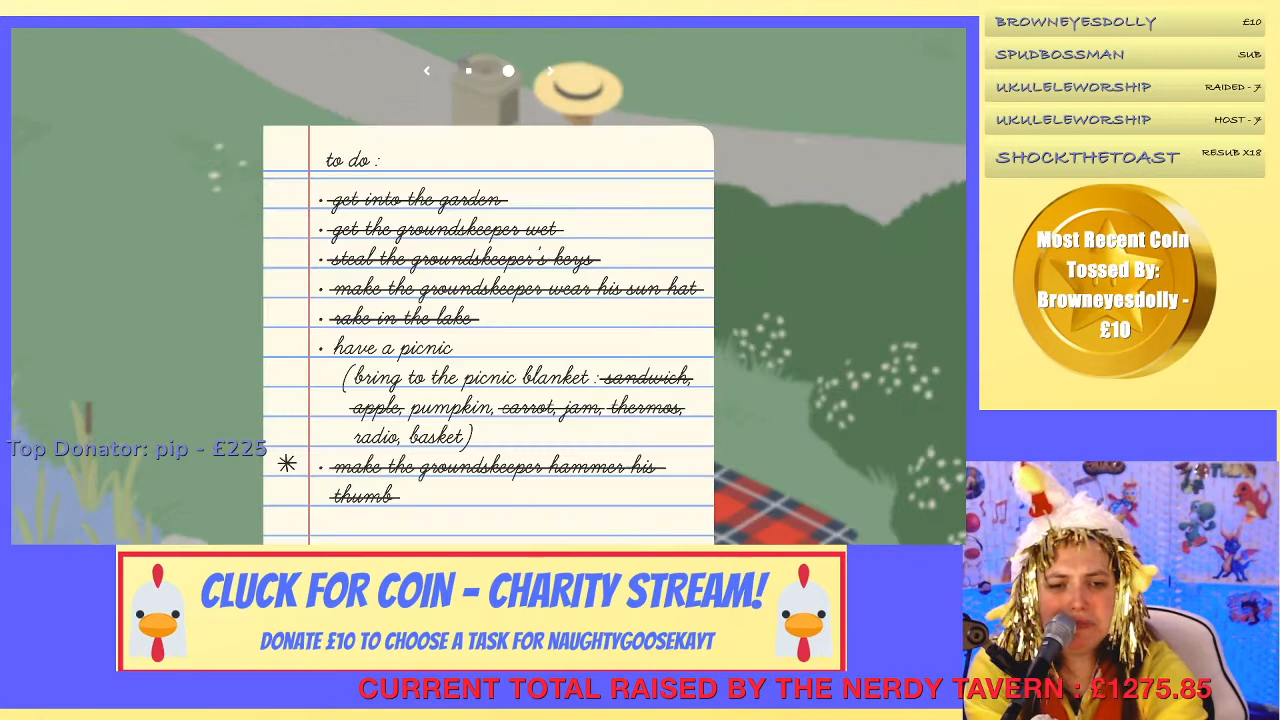 to do :
· get into the garden
· get the groundskeeper wet
· steal the groundskeeper's keys
· make the groundskeeper wear his sun hat
· rake in the lake
· have a picnic
(bring to the picnic blanket : sandwich,
apple, pumpkin, carrot, jam, thermos,
radio, basket)
· make the groundskeeper hammer his
thumb
Top Donator: pip - £225
CLUCK FOR COIN - CHARITY STREAM!
DONATE £10 TO CHOOSE A TASK FOR NAUGHTYGOOSEKAYT
CURRENT TOTAL RAISED BY THE NERDY TAVERN : £1275.85
BROWNEYESDOLLY £10
SPUDBOSSMAN SUB
UKULELEWORSHIP RAIDED - 7
UKULELEWORSHIP HOST - 7
SHOCKTHETOAST RESUB X18
Most Recent Coin
Tossed By:
Browneyesdolly -
£10